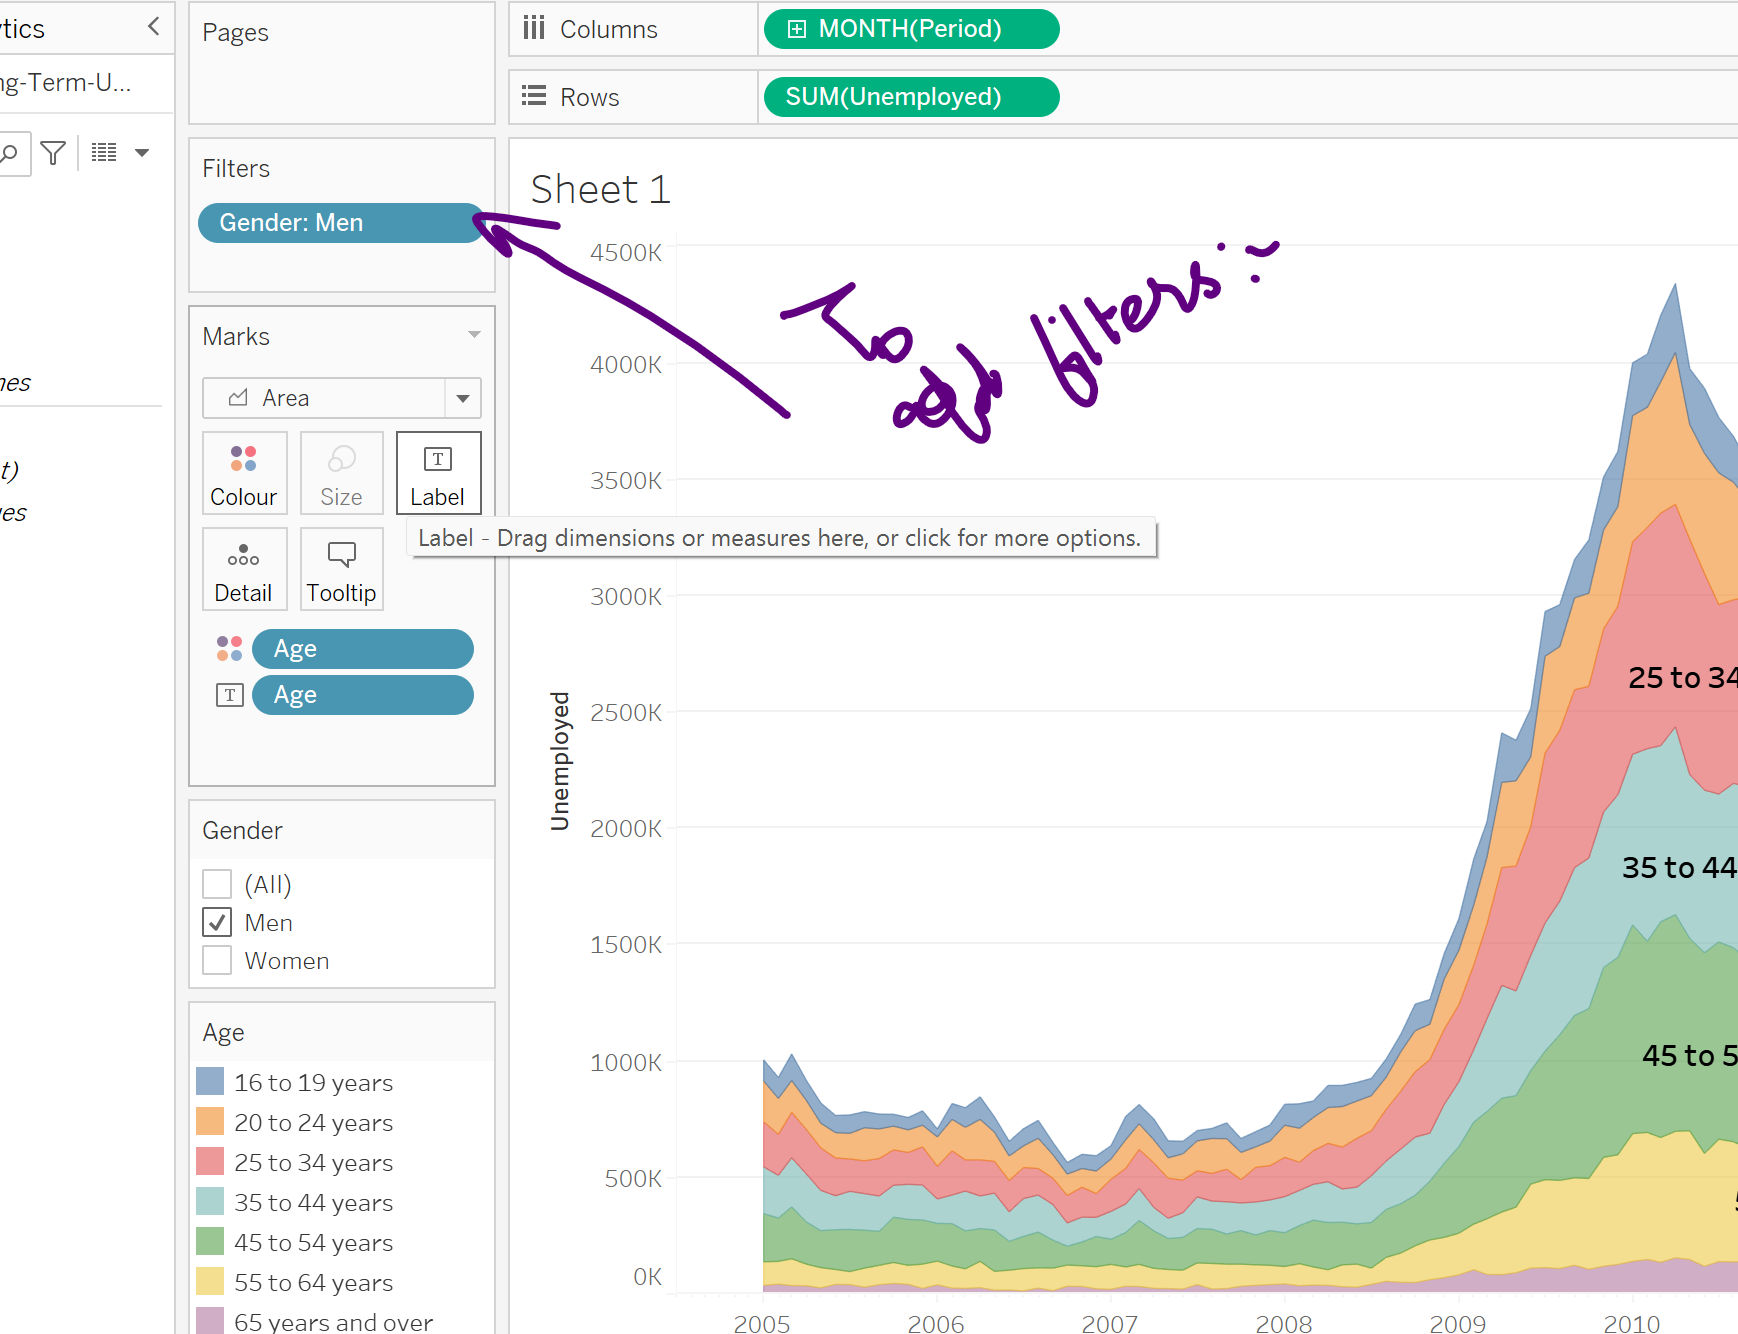 Pages
Columns
MONTH(Period)
Rows
SUM(Unemployed)
ytics
ng-Term-U...
Filters
Gender: Men
Sheet 1
To
add filters:-
Marks
Area
Colour
Size
Label
Label - Drag dimensions or measures here, or click for more options.
Detail
Tooltip
Age
Age
nes
t)
es
Gender
(All)
Men
Women
Age
16 to 19 years
20 to 24 years
25 to 34 years
35 to 44 years
45 to 54 years
55 to 64 years
65 years and over
Unemployed
4500K
4000K
3500K
3000K
2500K
2000K
1500K
1000K
500K
0K
25 to 34
35 to 44
45 to 5
2005
2006
2007
2008
2009
2010